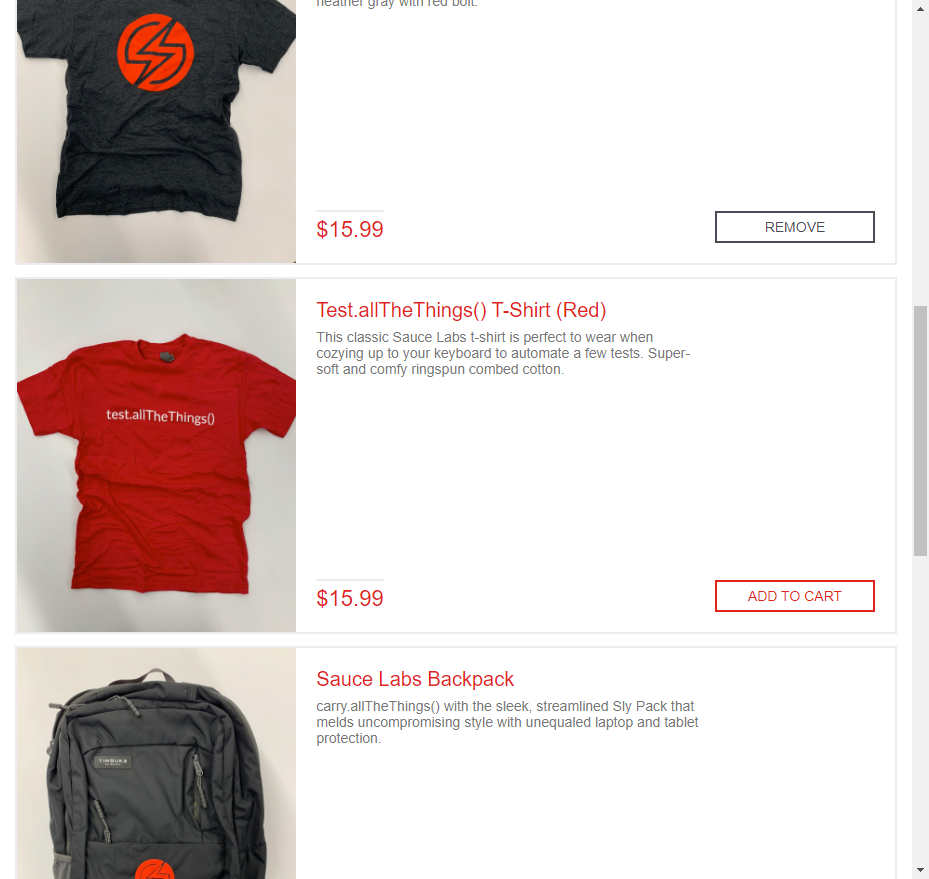 heather gray with red bolt.
$15.99
REMOVE
Test.allTheThings() T-Shirt (Red)
This classic Sauce Labs t-shirt is perfect to wear when
cozying up to your keyboard to automate a few tests. Super-
soft and comfy ringspun combed cotton.
test.allTheThings()
$15.99
ADD TO CART
Sauce Labs Backpack
carry.allTheThings() with the sleek, streamlined Sly Pack that
melds uncompromising style with unequaled laptop and tablet
protection.
TIMBUK2